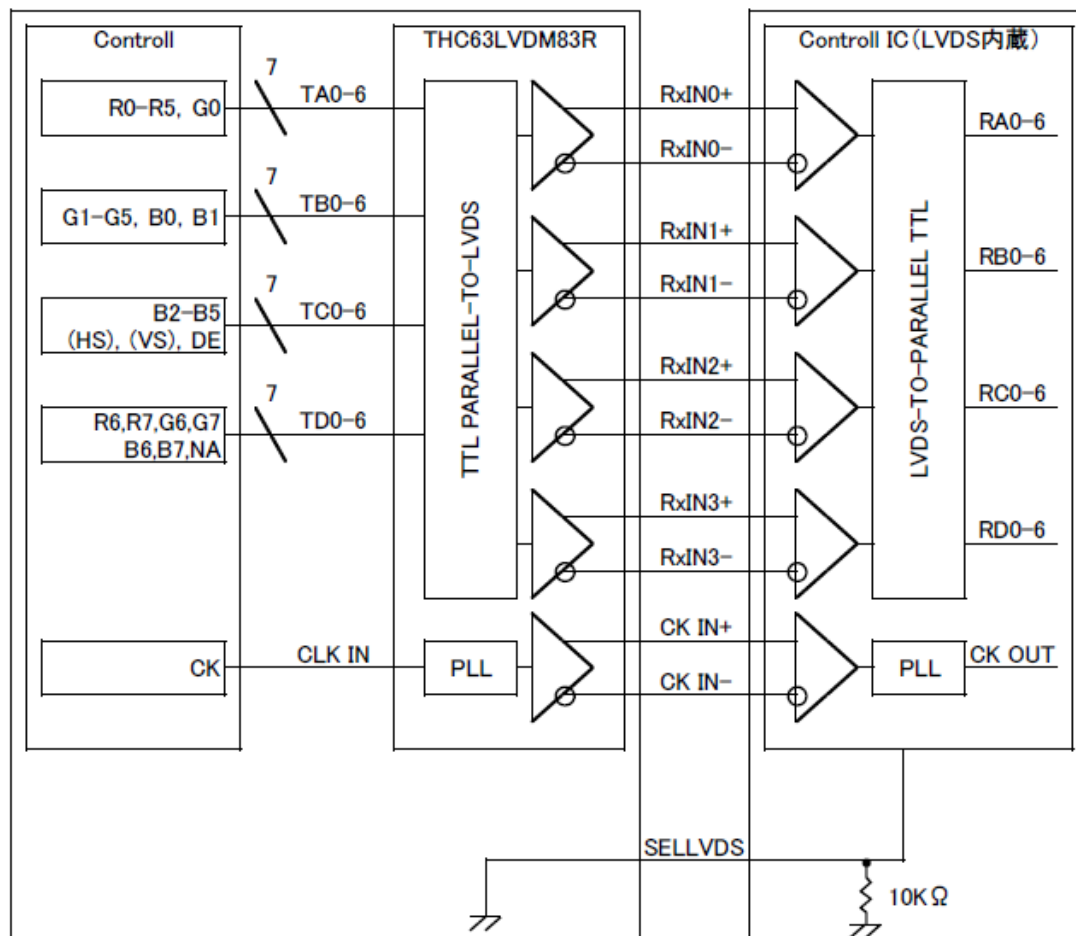 Controll
THC63LVDM83R
Controll IC(LVDS内蔵)
R0-R5, G0
7
TA0-6
RxIN0+
RxIN0-
RA0-6
G1-G5, B0, B1
7
TB0-6
RxIN1+
RxIN1-
RB0-6
B2-B5
(HS), (VS), DE
7
TC0-6
RxIN2+
RxIN2-
RC0-6
R6,R7,G6,G7
B6,B7,NA
7
TD0-6
RxIN3+
RxIN3-
RD0-6
TTL PARALLEL-TO-LVDS
LVDS-TO-PARALLEL TTL
CK
CLK IN
PLL
CK IN+
CK IN-
PLL
CK OUT
SELLVDS
10KΩ